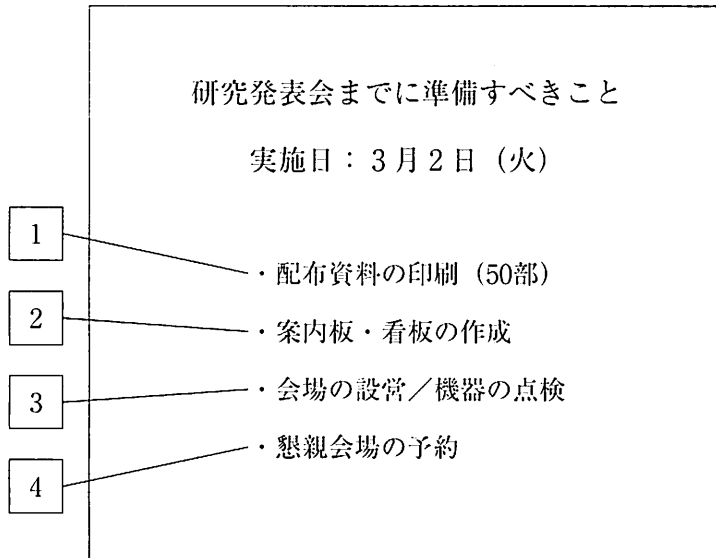 研究発表会までに準備すべきこと
実施日：3月2日（火）
1
・配布資料の印刷（50部）
2
・案内板・看板の作成
3
・会場の設営／機器の点検
4
・懇親会場の予約